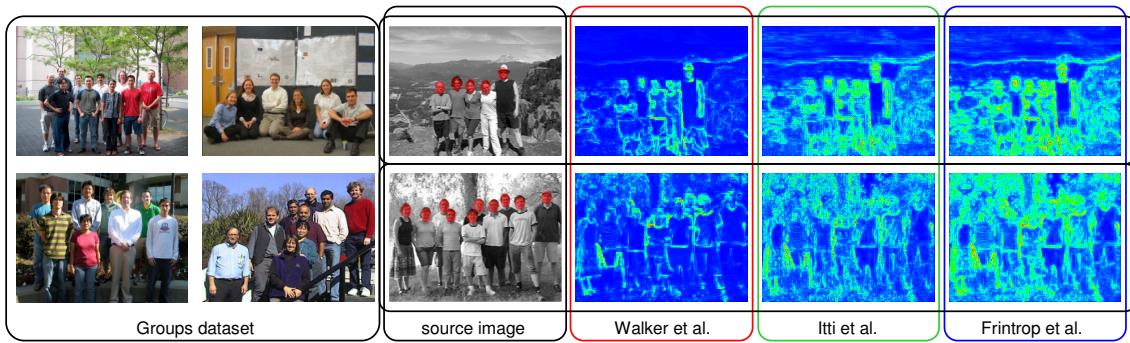 Groups dataset
source image
Walker et al.
Itti et al.
Frintrop et al.